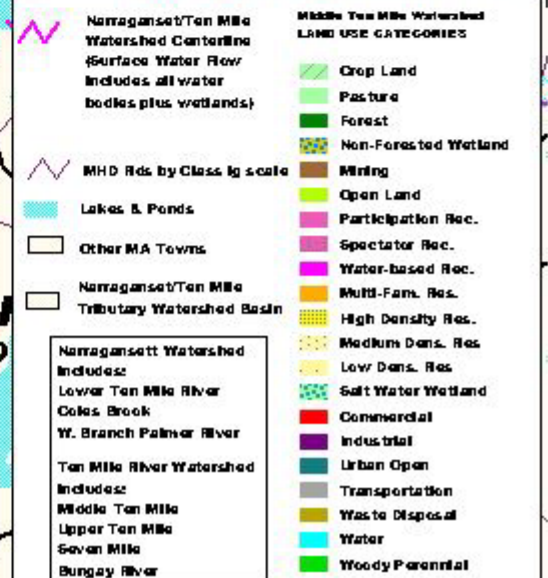 Narraganset/Ten Mile
Watershed Centerline
(Surface Water Flow
Includes all water
bodies plus wetlands)
MHD Rds by Class lg scale
Lakes & Ponds
Other MA Towns
Narraganset/Ten Mile
Tributary Watershed Basin
Narragansett Watershed
Includes:
Lower Ten Mile River
Coles Brook
W. Branch Palmer River
Ten Mile River Watershed
Includes:
Middle Ten Mile
Upper Ten Mile
Seven Mile
Bungay River
Middle Ten Mile Watershed
LAND USE CATEGORIES
Crop Land
Pasture
Forest
Non-Forested Wetland
Mining
Open Land
Participation Rec.
Spectator Rec.
Water-based Rec.
Multi-Fam. Res.
High Density Res.
Medium Dens. Res
Low Dens. Res
Salt Water Wetland
Commercial
Industrial
Urban Open
Transportation
Waste Disposal
Water
Woody Perennial